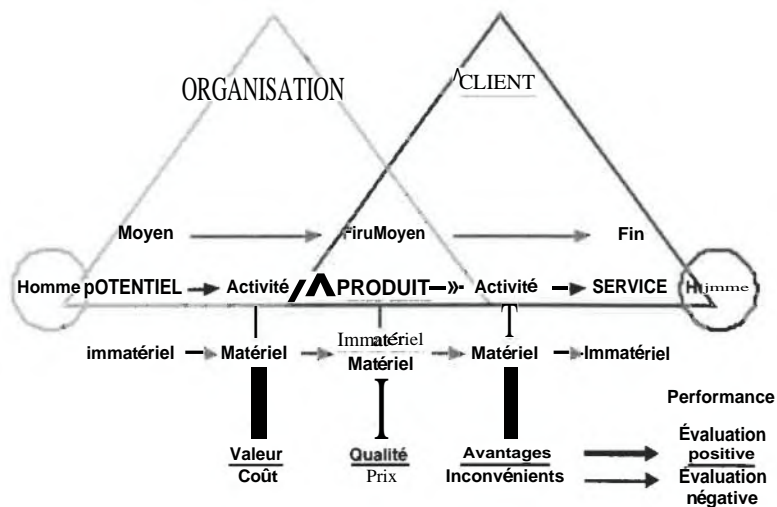 ORGANISATION
CLIENT
Moyen FiruMoyen Fin
Homme pOTENTIEL Activité PRODUIT Activité SERVICE
immatériel Matériel Immatériel Matériel Immatériel
Matériel
Performance
Valeur Qualité Avantages Évaluation
positive
Coût Prix Inconvénients Évaluation
négative